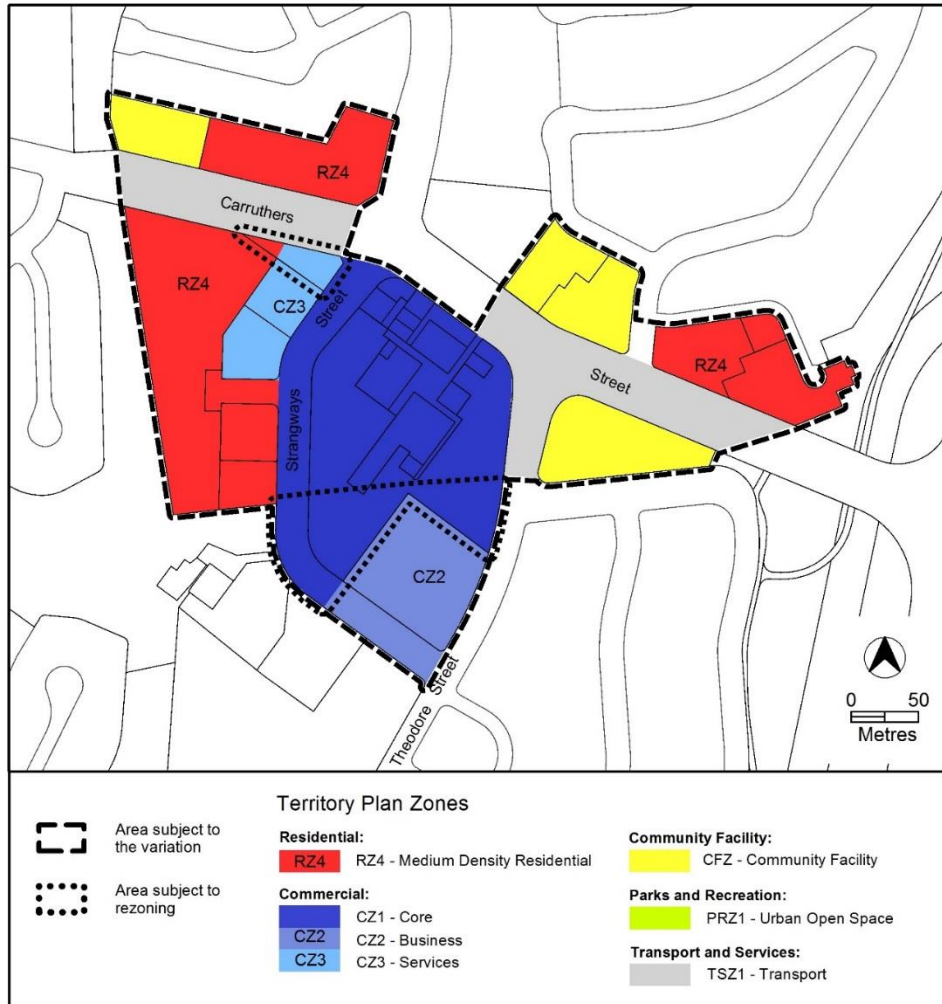 RZ4
Carruthers
RZ4
CZ3
Street
Strangways
Street
RZ4
CZ2
Theodore Street
0 50
Metres
Area subject to
the variation
Area subject to
rezoning
Territory Plan Zones
Residential:
RZ4 RZ4 - Medium Density Residential
Commercial:
CZ1 - Core
CZ2 CZ2 - Business
CZ3 CZ3 - Services
Community Facility:
CFZ - Community Facility
Parks and Recreation:
PRZ1 - Urban Open Space
Transport and Services:
TSZ1 - Transport